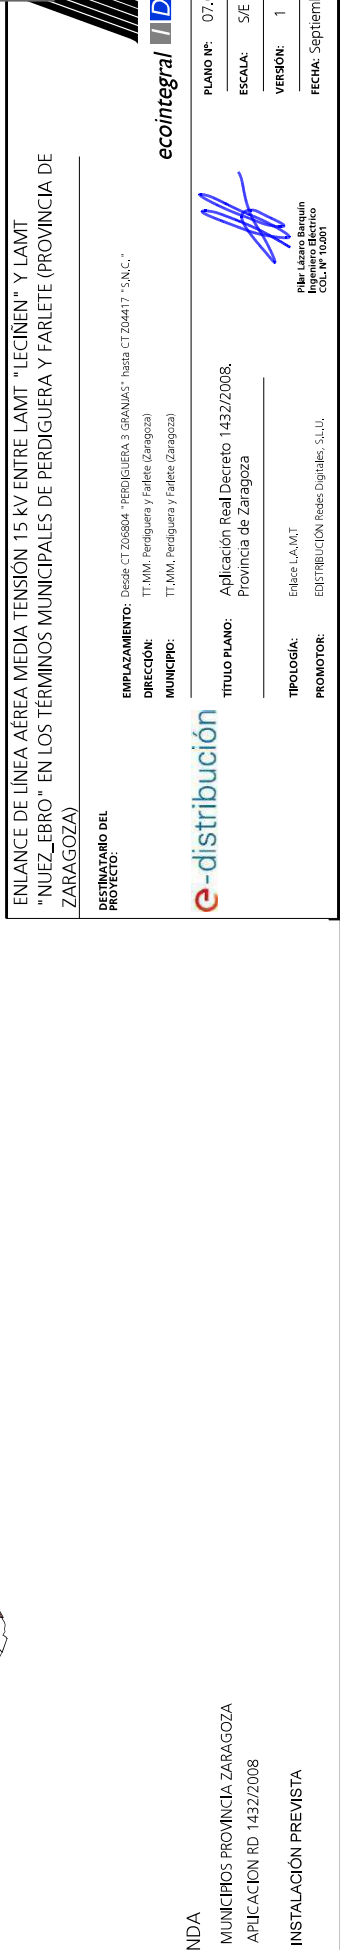 ENLANCE DE LÍNEA AÉREA MEDIA TENSIÓN 15 kV ENTRE LAMT "LECIÑEN" Y LAMT
"NUEZ_EBRO" EN LOS TÉRMINOS MUNICIPALES DE PERDIGUERA Y FARLETE (PROVINCIA DE
ZARAGOZA)
DESTINATARIO DEL
PROYECTO:
e-distribución
EMPLAZAMIENTO: Desde CT Z06804 "PERDIGUERA 3 GRANJAS" hasta CT Z04417 "S.N.C."
DIRECCIÓN: TT.MM. Perdiguera y Farlete (Zaragoza)
MUNICIPIO: TT.MM. Perdiguera y Farlete (Zaragoza)
ecointegral
TÍTULO PLANO: Aplicación Real Decreto 1432/2008.
Provincia de Zaragoza
TIPOLOGÍA: Enlace L.A.M.T
PROMOTOR: EDISTRIBUCIÓN Redes Digitales, S.L.U.
Pilar Lázaro Barquín
Ingeniero Eléctrico
COL. Nº 10.001
PLANO Nº: 07.
ESCALA: S/E
VERSIÓN: 1
FECHA: Septiem
NDA
MUNICIPIOS PROVINCIA ZARAGOZA
APLICACION RD 1432/2008
INSTALACIÓN PREVISTA